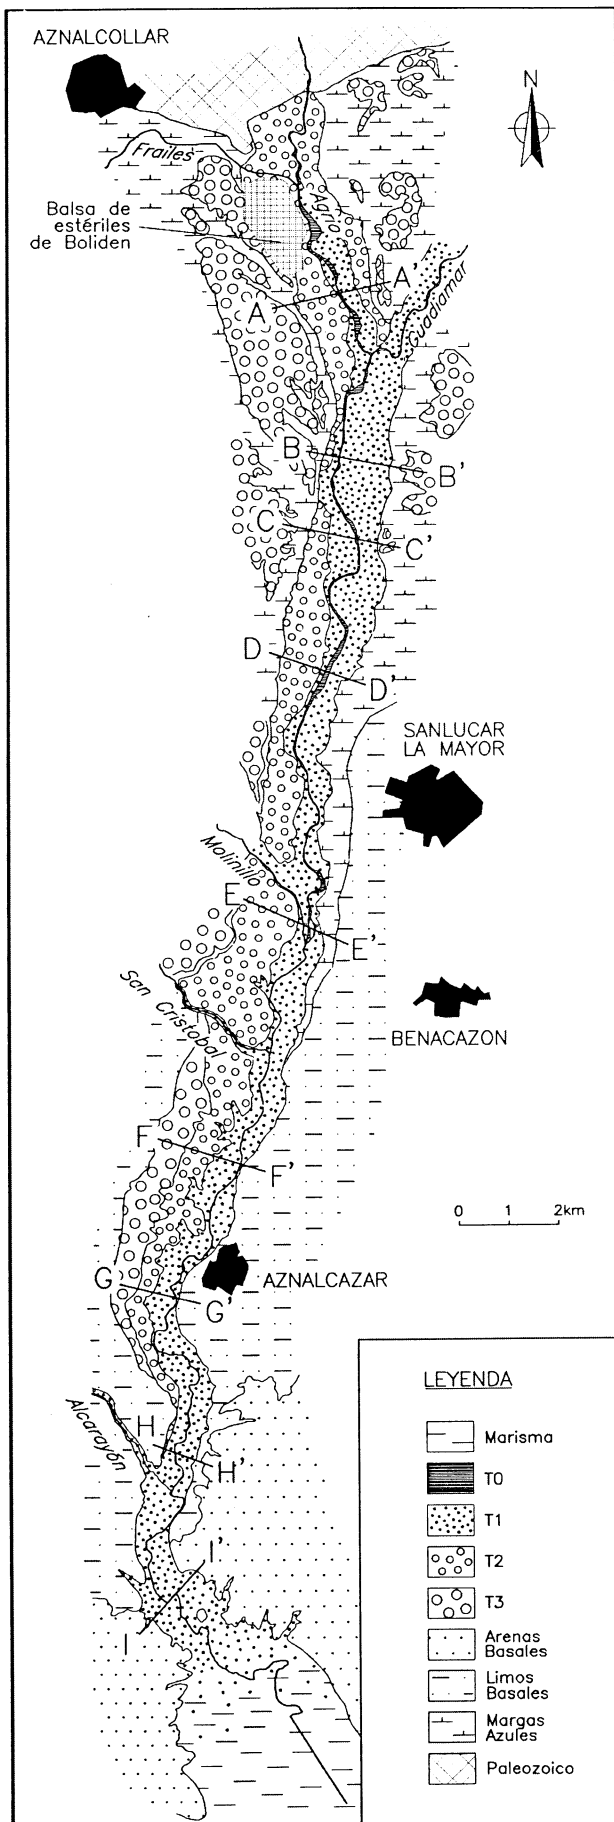 AZNALCOLLAR
N
Frailes
Agrio
Balsa de
estériles
de Boliden
A
A'
Guadiamar
B
B'
C
C'
D
D'
SANLUCAR
LA MAYOR
Molinillo
E
E'
San Cristobal
BENACAZON
F
F'
0 1 2km
G
G'
AZNALCAZAR
Alcarayón
H
H'
I'
I
LEYENDA
Marisma
T0
T1
T2
T3
Arenas
Basales
Limos
Basales
Margas
Azules
Paleozoico